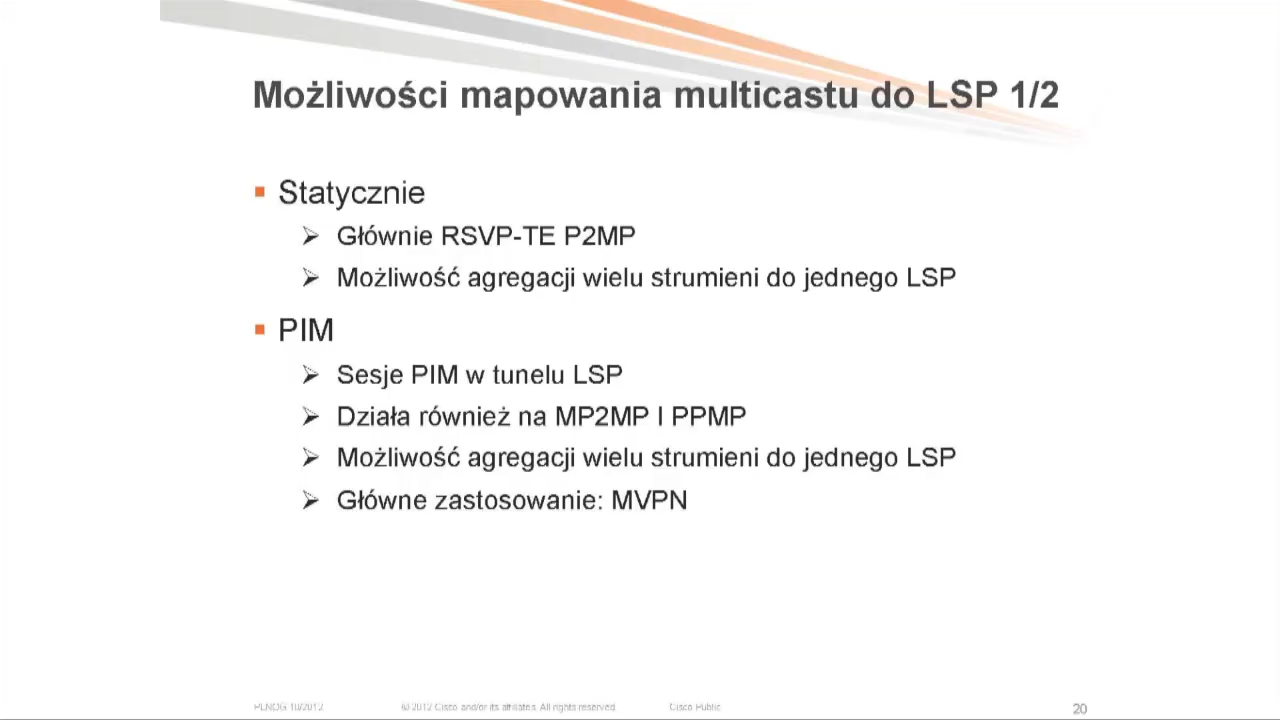 Możliwości mapowania multicastu do LSP 1/2
Statycznie
Głównie RSVP-TE P2MP
Możliwość agregacji wielu strumieni do jednego LSP
PIM
Sesje PIM w tunelu LSP
Działa również na MP2MP I PPMP
Możliwość agregacji wielu strumieni do jednego LSP
Główne zastosowanie: MVPN
PLNOG 10/2012 © 2012 Cisco and/or its affiliates. All rights reserved. Cisco Public 20